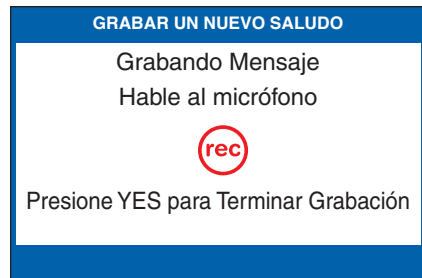 GRABAR UN NUEVO SALUDO
Grabando Mensaje
Hable al micrófono
rec
Presione YES para Terminar Grabación